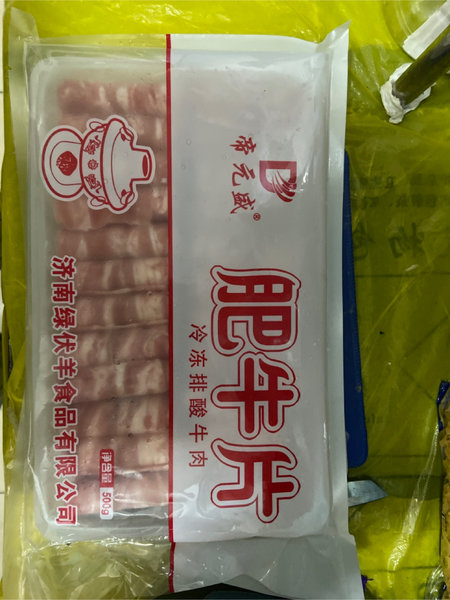 帝元盛®
肥牛片
冷冻排酸牛肉
净含量 500g
济南绿伏羊食品有限公司